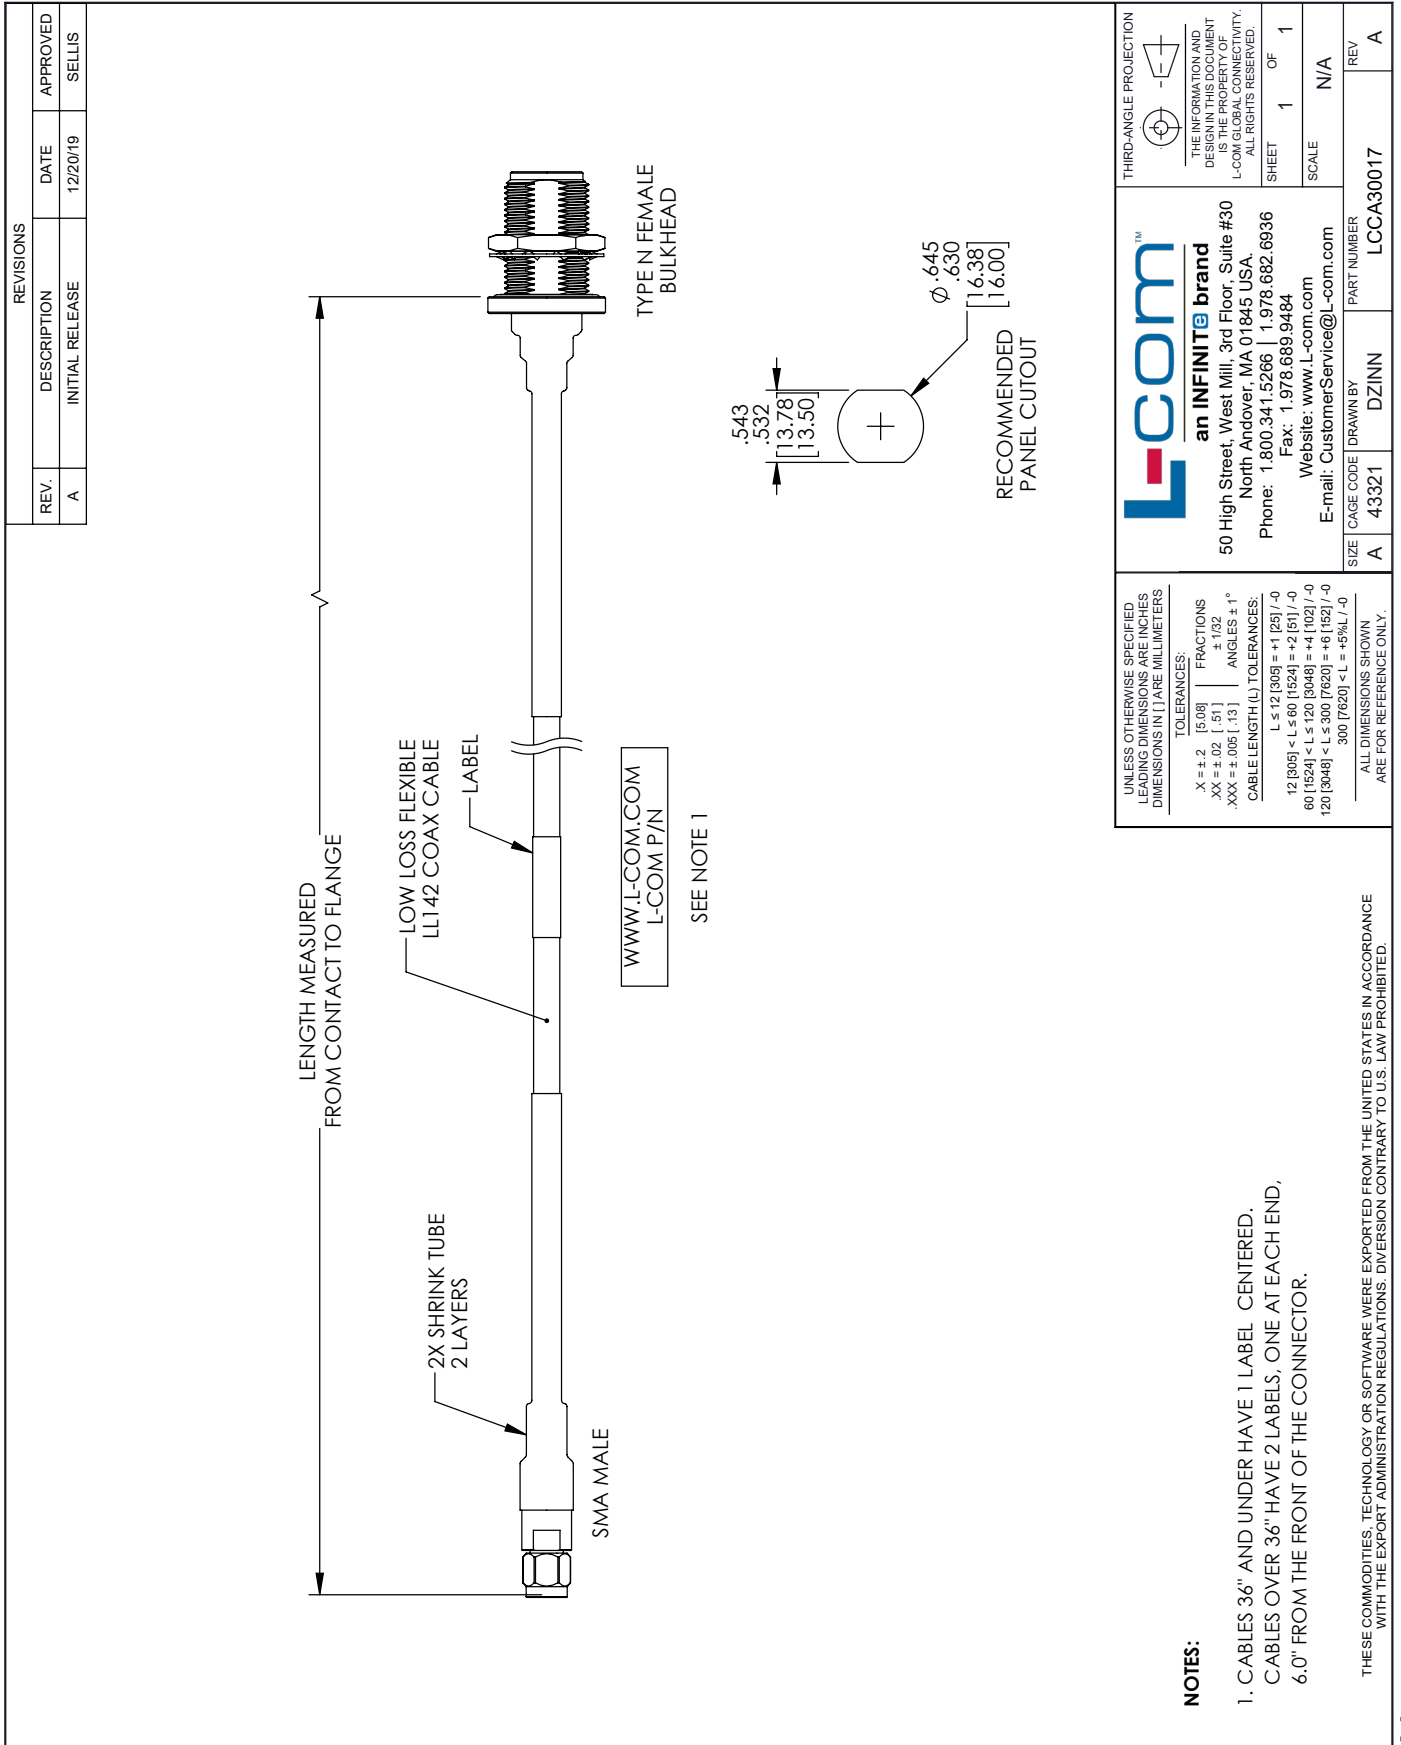 REVISIONS
REV. DESCRIPTION DATE APPROVED
A INITIAL RELEASE 12/20/19 SELLIS
LENGTH MEASURED
FROM CONTACT TO FLANGE
LOW LOSS FLEXIBLE
LL142 COAX CABLE
LABEL
2X SHRINK TUBE
2 LAYERS
SMA MALE
TYPE N FEMALE
BULKHEAD
WWW.L-COM.COM
L-COM P/N
SEE NOTE 1
.543
.532
[13.78]
[13.50]
Ø .645
.630
[16.38]
[16.00]
RECOMMENDED
PANEL CUTOUT
NOTES:
1. CABLES 36" AND UNDER HAVE 1 LABEL CENTERED.
CABLES OVER 36" HAVE 2 LABELS, ONE AT EACH END,
6.0" FROM THE FRONT OF THE CONNECTOR.
THESE COMMODITIES, TECHNOLOGY OR SOFTWARE WERE EXPORTED FROM THE UNITED STATES IN ACCORDANCE
WITH THE EXPORT ADMINISTRATION REGULATIONS. DIVERSION CONTRARY TO U.S. LAW PROHIBITED.
UNLESS OTHERWISE SPECIFIED
LEADING DIMENSIONS ARE INCHES
DIMENSIONS IN [ ] ARE MILLIMETERS
TOLERANCES:
.X = ±.2 [5.08] FRACTIONS
.XX = ±.02 [.51] ± 1/32
.XXX = ±.005 [.13] ANGLES ± 1°
CABLE LENGTH (L) TOLERANCES:
L ≤ 12 [305] = +1 [25] / -0
12 [305] < L ≤ 60 [1524] = +2 [51] / -0
60 [1524] < L ≤ 120 [3048] = +4 [102] / -0
120 [3048] < L ≤ 300 [7620] = +6 [152] / -0
300 [7620] < L = +5%L / -0
ALL DIMENSIONS SHOWN
ARE FOR REFERENCE ONLY.
L-com™
an INFINITe brand
50 High Street, West Mill, 3rd Floor, Suite #30
North Andover, MA 01845 USA.
Phone: 1.800.341.5266 | 1.978.682.6936
Fax: 1.978.689.9484
Website: www.L-com.com
E-mail: CustomerService@L-com.com
THIRD-ANGLE PROJECTION
THE INFORMATION AND
DESIGN IN THIS DOCUMENT
IS THE PROPERTY OF
L-COM GLOBAL CONNECTIVITY.
ALL RIGHTS RESERVED.
SHEET 1 OF 1
SCALE N/A
SIZE A
CAGE CODE 43321
DRAWN BY DZINN
PART NUMBER LCCA30017
REV A